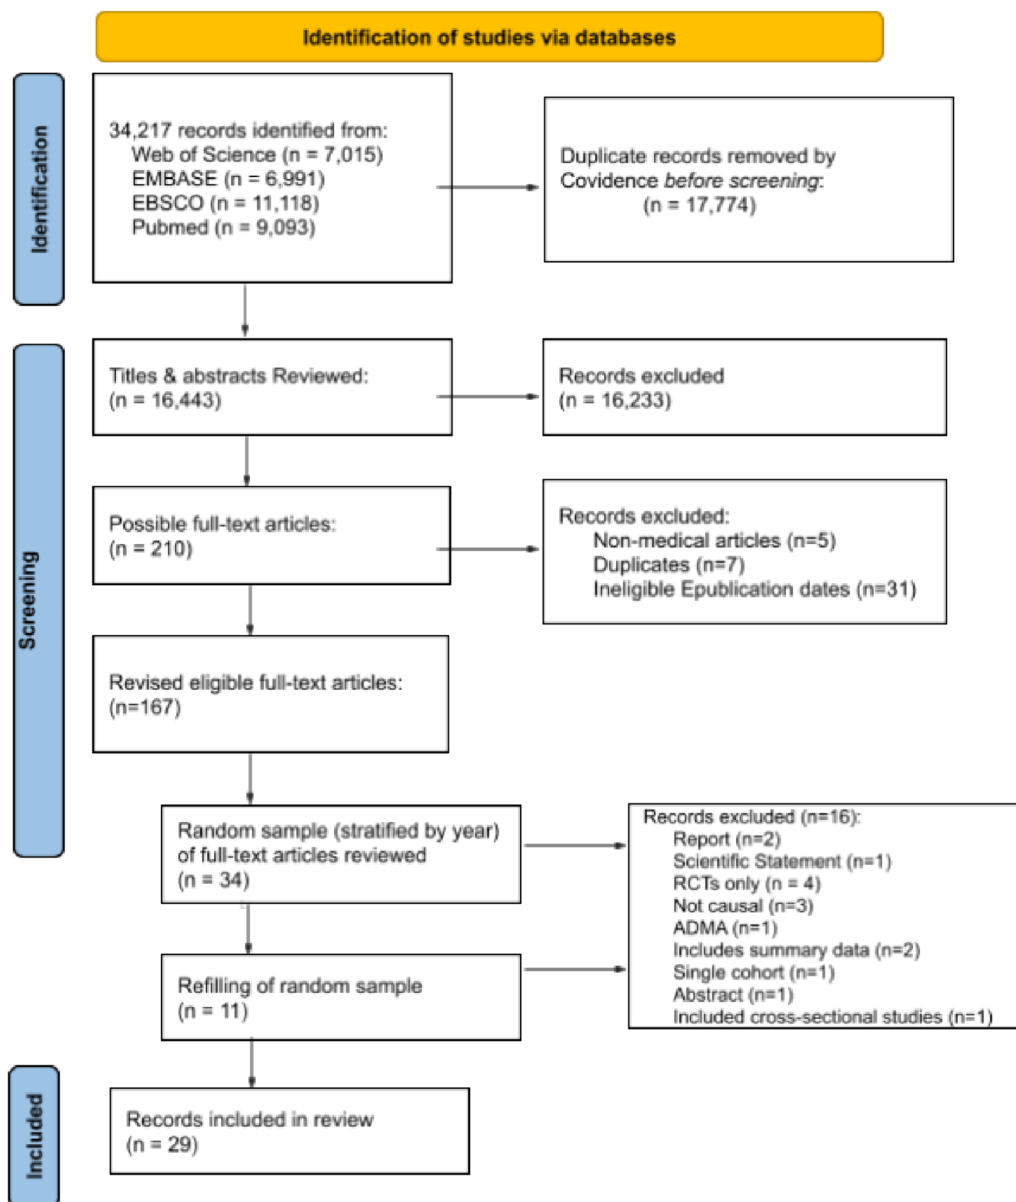 Identification of studies via databases
Identification
34,217 records identified from:
Web of Science (n = 7,015)
EMBASE (n = 6,991)
EBSCO (n = 11,118)
Pubmed (n = 9,093)
Duplicate records removed by
Covidence before screening:
(n = 17,774)
Screening
Titles & abstracts Reviewed:
(n = 16,443)
Records excluded
(n = 16,233)
Possible full-text articles:
(n = 210)
Records excluded:
Non-medical articles (n=5)
Duplicates (n=7)
Ineligible Epublication dates (n=31)
Revised eligible full-text articles:
(n=167)
Random sample (stratified by year)
of full-text articles reviewed
(n = 34)
Records excluded (n=16):
Report (n=2)
Scientific Statement (n=1)
RCTs only (n = 4)
Not causal (n=3)
ADMA (n=1)
Includes summary data (n=2)
Single cohort (n=1)
Abstract (n=1)
Included cross-sectional studies (n=1)
Refilling of random sample
(n = 11)
Included
Records included in review
(n = 29)